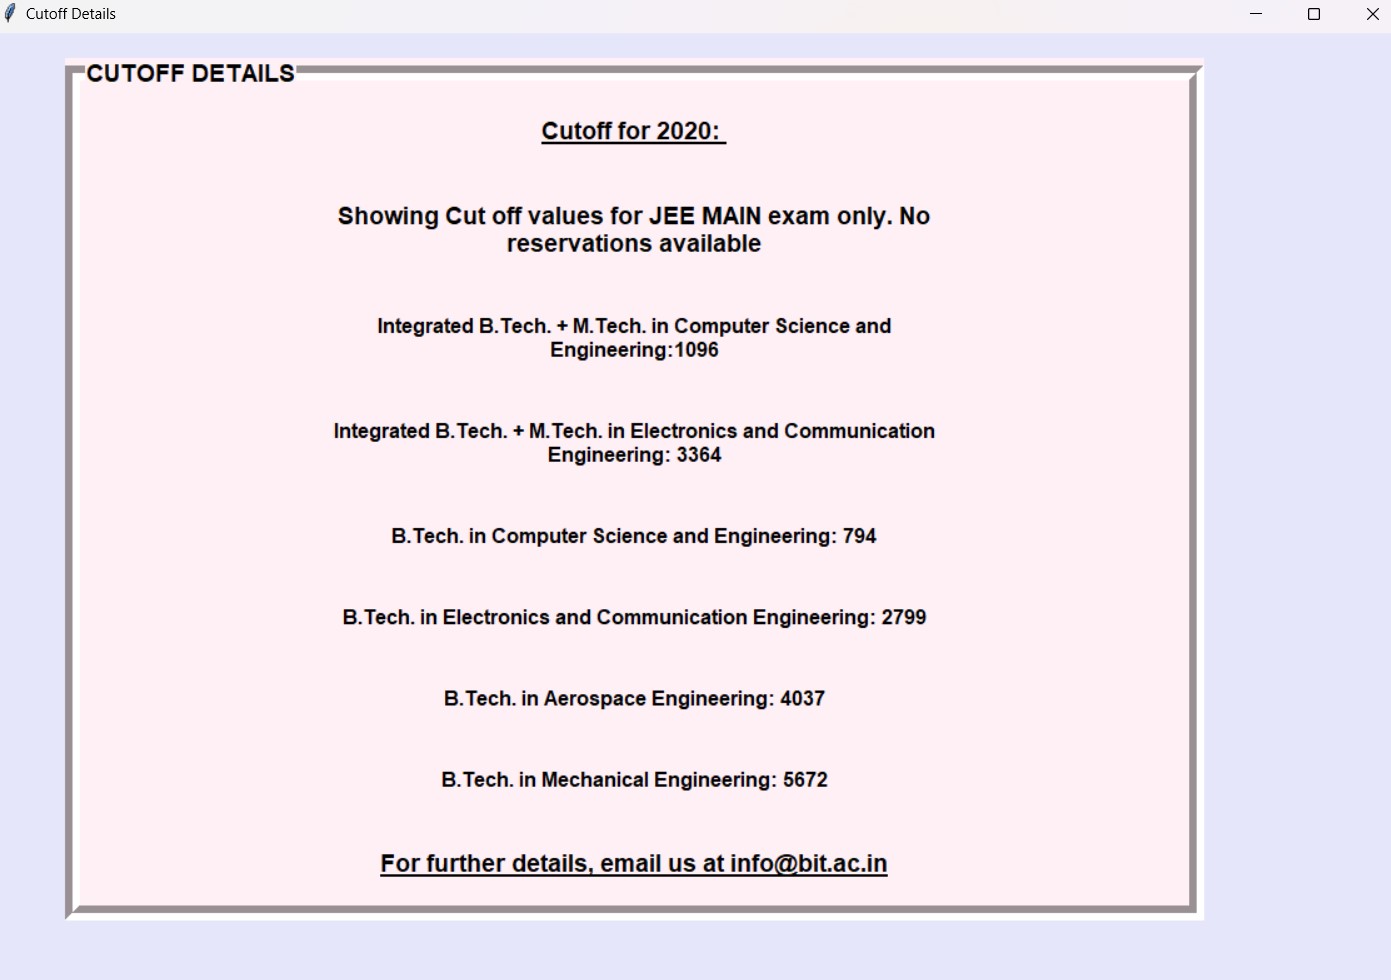 Cutoff Details
CUTOFF DETAILS
Cutoff for 2020:
Showing Cut off values for JEE MAIN exam only. No
reservations available
Integrated B.Tech. + M.Tech. in Computer Science and
Engineering:1096
Integrated B.Tech. + M.Tech. in Electronics and Communication
Engineering: 3364
B.Tech. in Computer Science and Engineering: 794
B.Tech. in Electronics and Communication Engineering: 2799
B.Tech. in Aerospace Engineering: 4037
B.Tech. in Mechanical Engineering: 5672
For further details, email us at info@bit.ac.in